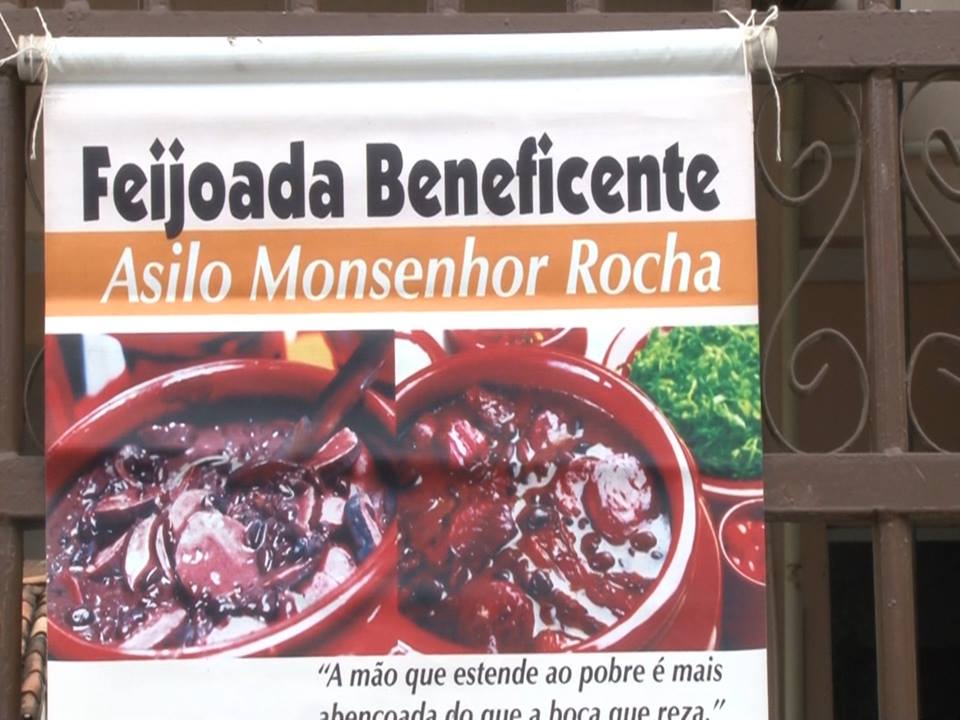 Feijoada Beneficente
Asilo Monsenhor Rocha
“A mão que estende ao pobre é mais
abençoada do que a boca que reza.”